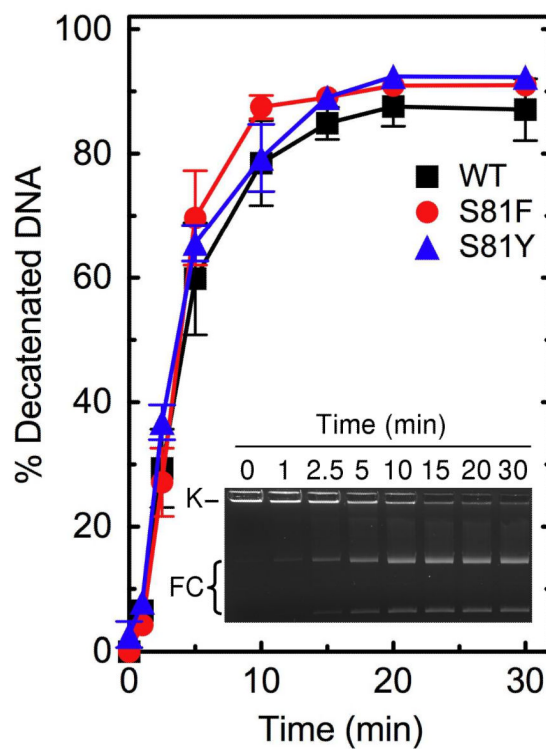 100
80
60
40
20
0
% Decatenated DNA
WT
S81F
S81Y
Time (min)
0 1 2.5 5 10 15 20 30
K–
FC
0 10 20 30
Time (min)